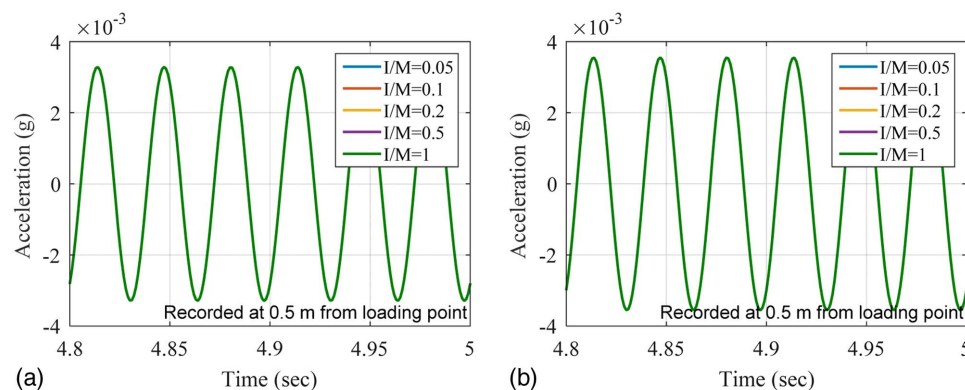 ×10⁻³
4
2
0
-2
-4
Acceleration (g)
I/M=0.05
I/M=0.1
I/M=0.2
I/M=0.5
I/M=1
Recorded at 0.5 m from loading point
4.8 4.85 4.9 4.95 5
(a) Time (sec)
×10⁻³
4
2
0
-2
-4
Acceleration (g)
I/M=0.05
I/M=0.1
I/M=0.2
I/M=0.5
I/M=1
Recorded at 0.5 m from loading point
4.8 4.85 4.9 4.95 5
(b) Time (sec)